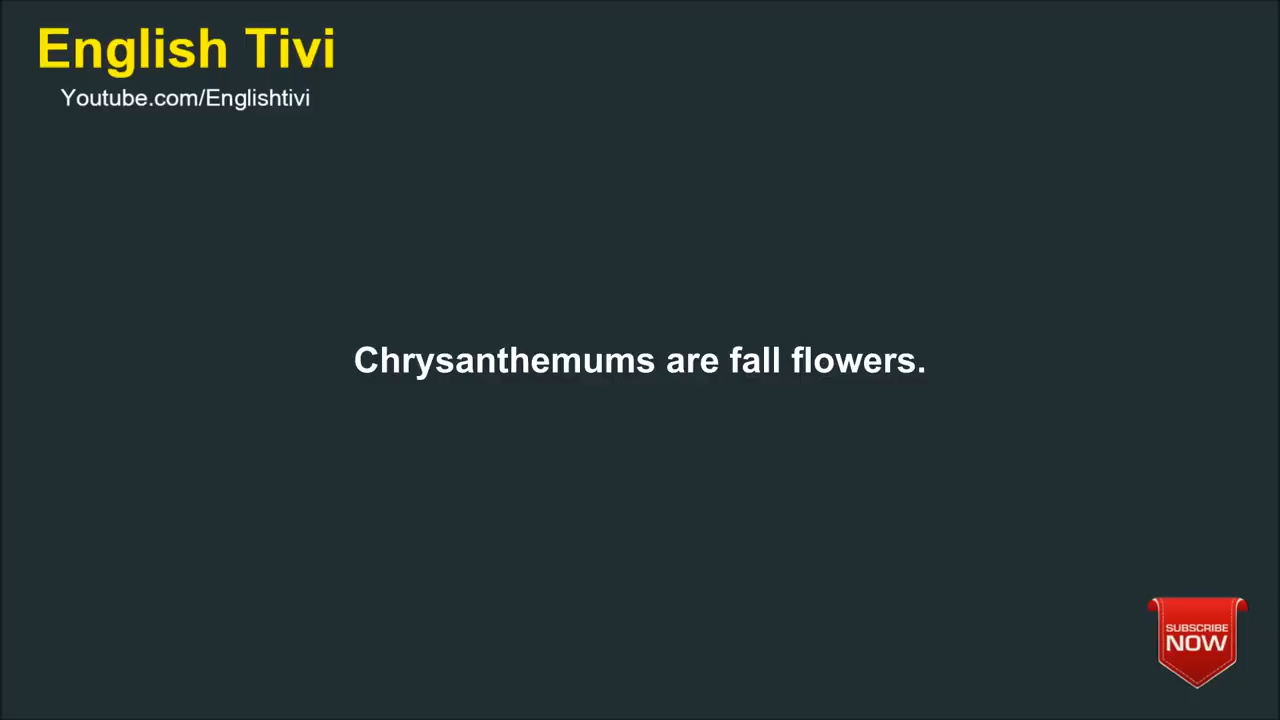 English Tivi
Youtube.com/Englishtivi
Chrysanthemums are fall flowers.
SUBSCRIBE
NOW